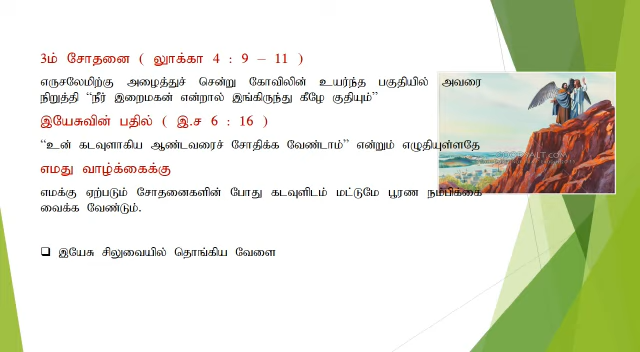 3ம் சோதனை ( லூக்கா 4 : 9 – 11 )
எருசலேமிற்கு அழைத்துச் சென்று கோவிலின் உயர்ந்த பகுதியில் அவரை
நிறுத்தி “நீர் இறைமகன் என்றால் இங்கிருந்து கீழே குதியும்”
இயேசுவின் பதில் ( இ.ச 6 : 16 )
“உன் கடவுளாகிய ஆண்டவரைச் சோதிக்க வேண்டாம்” என்றும் எழுதியுள்ளதே
எமது வாழ்க்கைக்கு
எமக்கு ஏற்படும் சோதனைகளின் போது கடவுளிடம் மட்டுமே பூரண நம்பிக்கை
வைக்க வேண்டும்.
❑ இயேசு சிலுவையில் தொங்கிய வேளை